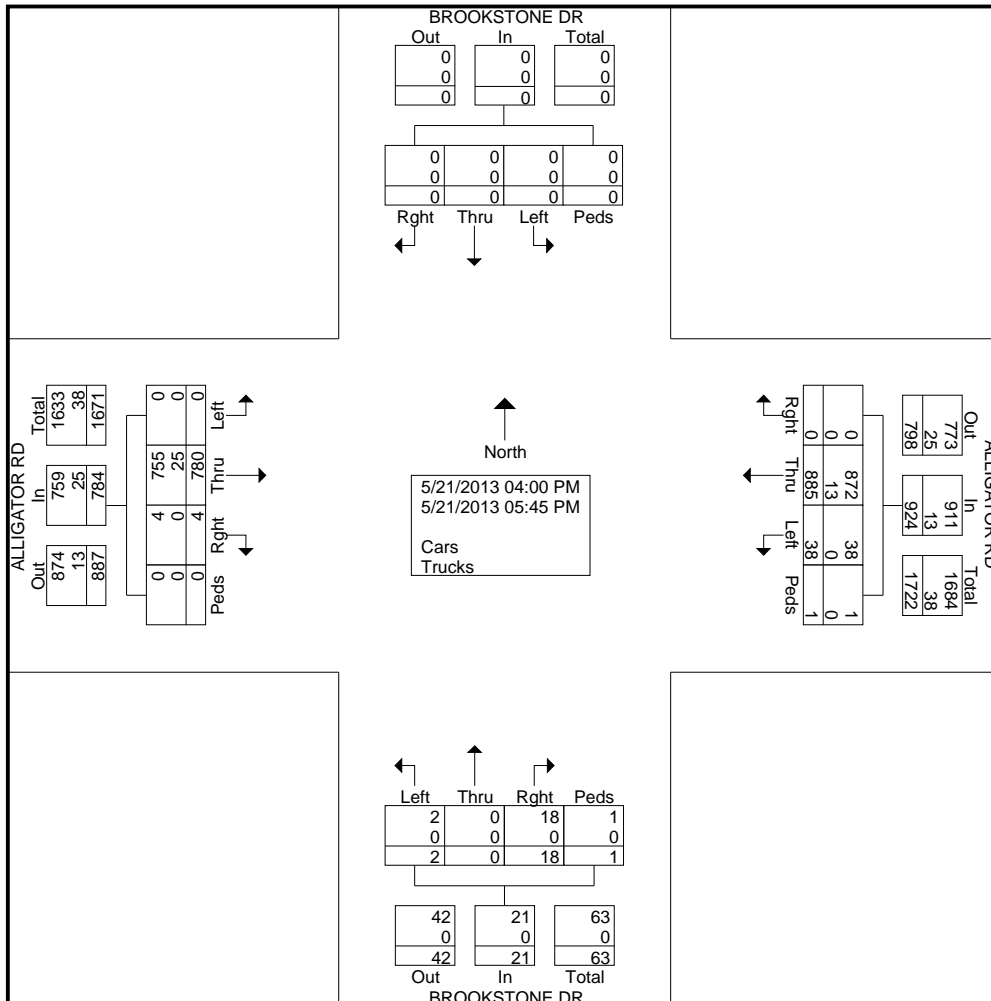 BROOKSTONE DR
Out In Total
0 0 0
0 0 0
0 0 0
0 0 0 0
0 0 0 0
0 0 0 0
Rght Thru Left Peds
ALLIGATOR RD
Total In Out
1633 759 874
38 25 13
1671 784 887
0 755 4 0
0 25 0 0
0 780 4 0
Left Thru Rght Peds
North
5/21/2013 04:00 PM
5/21/2013 05:45 PM
Cars
Trucks
Rght Thru Left Peds
0 872 38 1
0 13 0 0
0 885 38 1
Out In Total
773 911 1684
25 13 38
798 924 1722
ALLIGATOR RD
Left Thru Rght Peds
2 0 18 1
0 0 0 0
2 0 18 1
42 21 63
0 0 0
42 21 63
Out In Total
BROOKSTONE DR